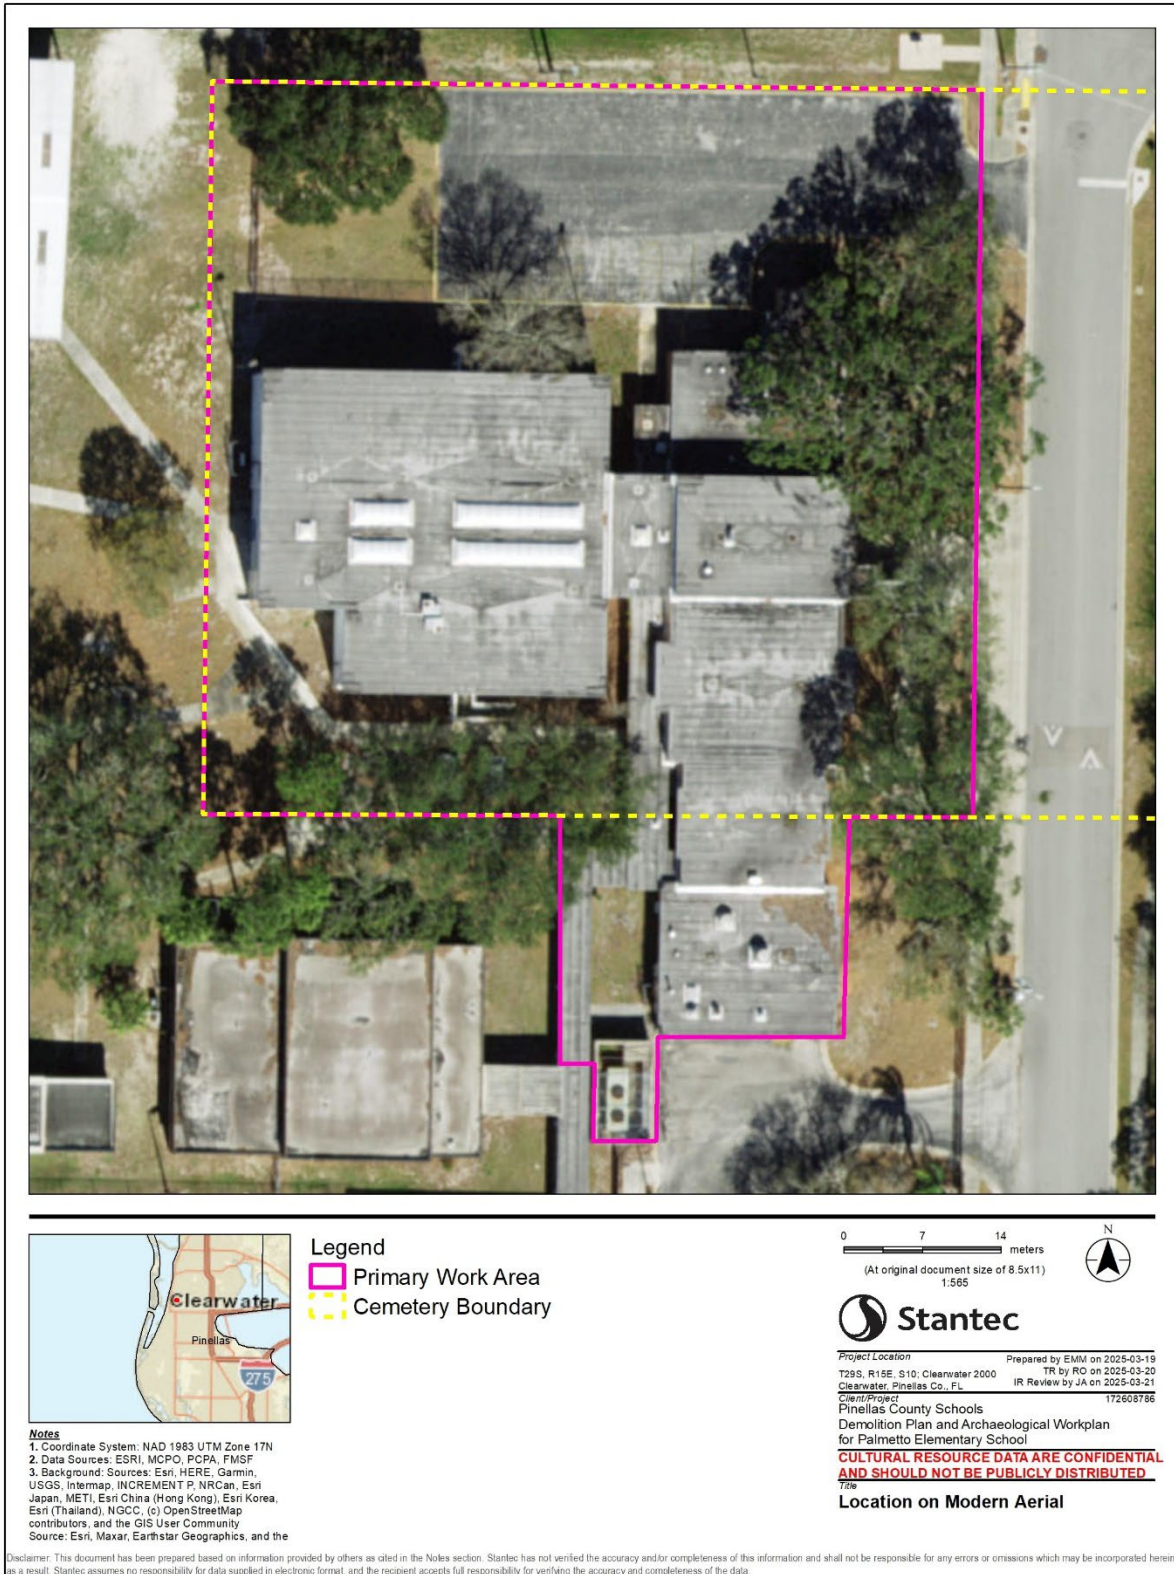 Clearwater
Pinellas
275
Legend
Primary Work Area
Cemetery Boundary
0 7 14
meters
(At original document size of 8.5x11)
1:565
N
Stantec
Project Location
T29S, R15E, S10; Clearwater 2000
Clearwater, Pinellas Co., FL
Prepared by EMM on 2025-03-19
TR by RO on 2025-03-20
IR Review by JA on 2025-03-21
Client/Project
172608786
Pinellas County Schools
Demolition Plan and Archaeological Workplan
for Palmetto Elementary School
CULTURAL RESOURCE DATA ARE CONFIDENTIAL
AND SHOULD NOT BE PUBLICLY DISTRIBUTED
Title
Location on Modern Aerial
Notes
1. Coordinate System: NAD 1983 UTM Zone 17N
2. Data Sources: ESRI, MCPO, PCPA, FMSF
3. Background: Sources: Esri, HERE, Garmin,
USGS, Intermap, INCREMENT P, NRCan, Esri
Japan, METI, Esri China (Hong Kong), Esri Korea,
Esri (Thailand), NGCC, (c) OpenStreetMap
contributors, and the GIS User Community
Source: Esri, Maxar, Earthstar Geographics, and the
Disclaimer: This document has been prepared based on information provided by others as cited in the Notes section. Stantec has not verified the accuracy and/or completeness of this information and shall not be responsible for any errors or omissions which may be incorporated herein
as a result. Stantec assumes no responsibility for data supplied in electronic format, and the recipient accepts full responsibility for verifying the accuracy and completeness of the data.